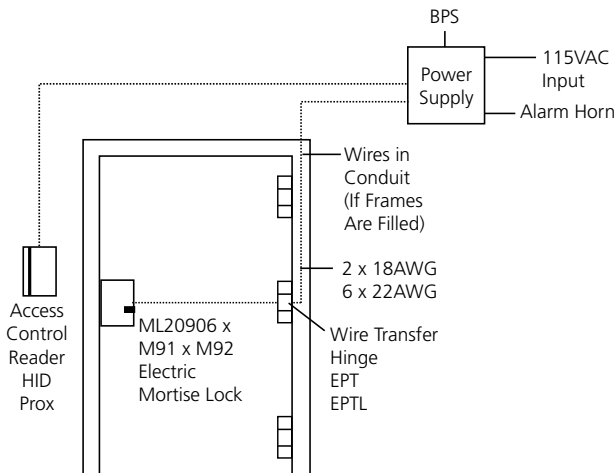 BPS
Power
Supply
115VAC
Input
Alarm Horn
Wires in
Conduit
(If Frames
Are Filled)
2 x 18AWG
6 x 22AWG
Access
Control
Reader
HID
Prox
ML20906 x
M91 x M92
Electric
Mortise Lock
Wire Transfer
Hinge
EPT
EPTL